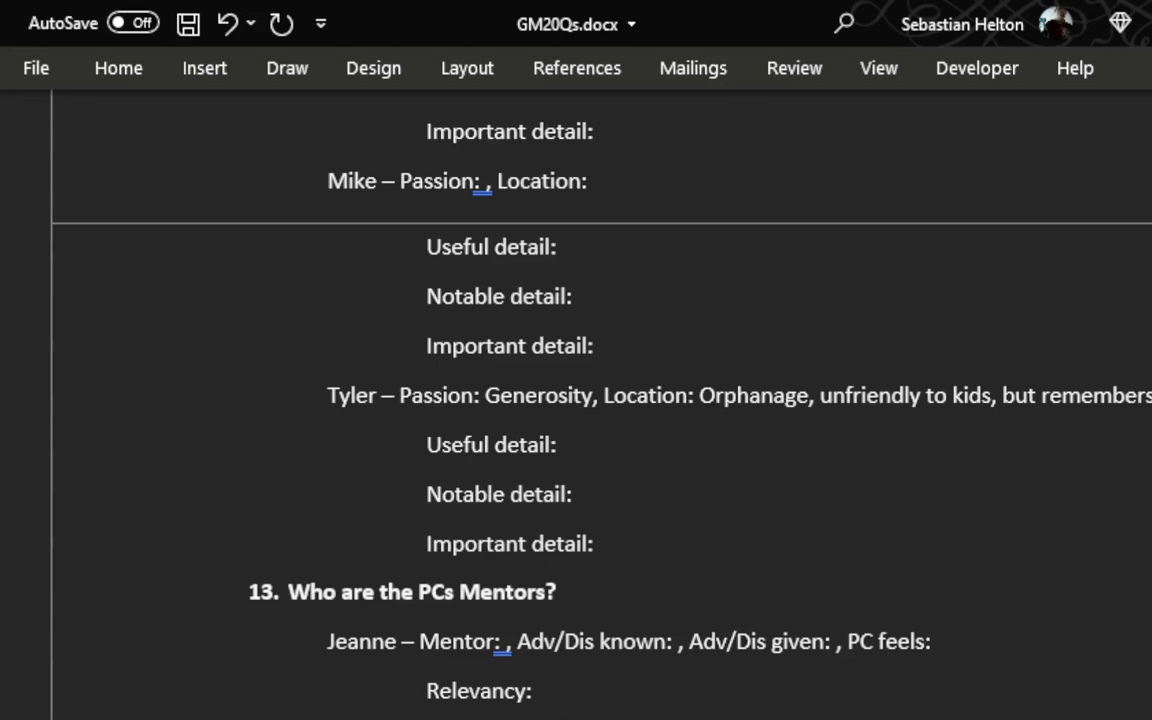 AutoSave Off GM20Qs.docx Sebastian Helton
File Home Insert Draw Design Layout References Mailings Review View Developer Help
Important detail:
Mike – Passion: , Location:
Useful detail:
Notable detail:
Important detail:
Tyler – Passion: Generosity, Location: Orphanage, unfriendly to kids, but remembers
Useful detail:
Notable detail:
Important detail:
13. Who are the PCs Mentors?
Jeanne – Mentor: , Adv/Dis known: , Adv/Dis given: , PC feels:
Relevancy: